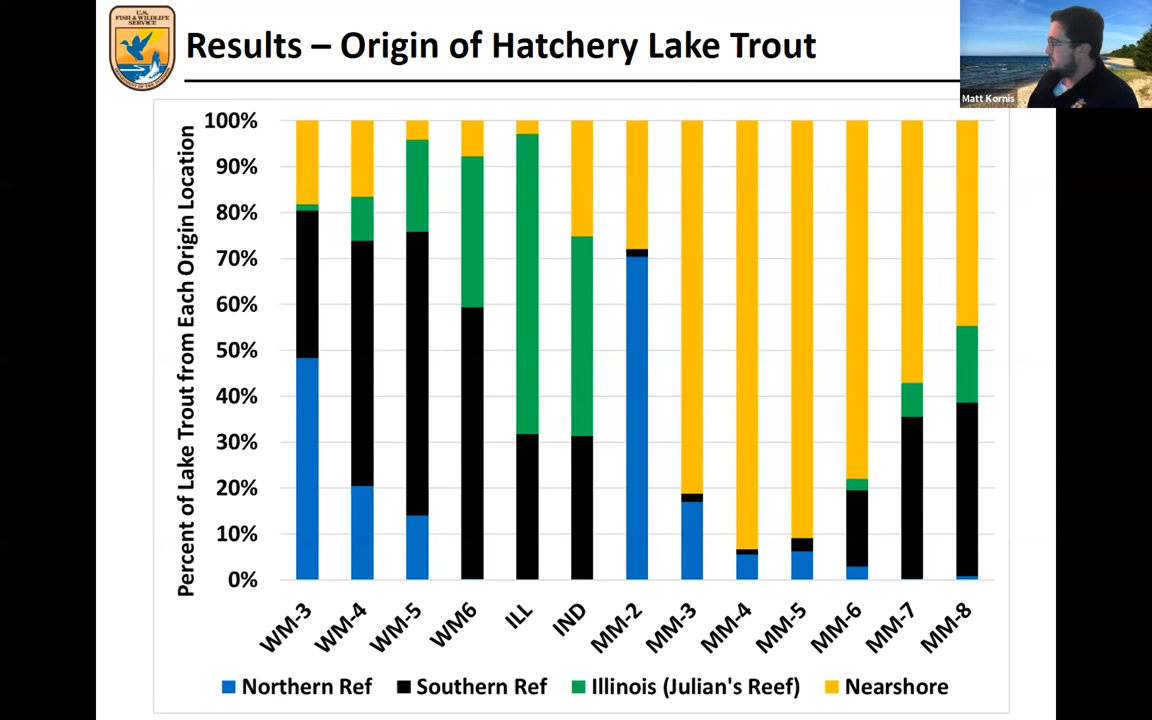 U.S.
FISH & WILDLIFE
SERVICE
Results – Origin of Hatchery Lake Trout
Matt Kornis
Percent of Lake Trout from Each Origin Location
100%
90%
80%
70%
60%
50%
40%
30%
20%
10%
0%
WM-3
WM-4
WM-5
WM6
ILL
IND
MM-2
MM-3
MM-4
MM-5
MM-6
MM-7
MM-8
Northern Ref
Southern Ref
Illinois (Julian's Reef)
Nearshore